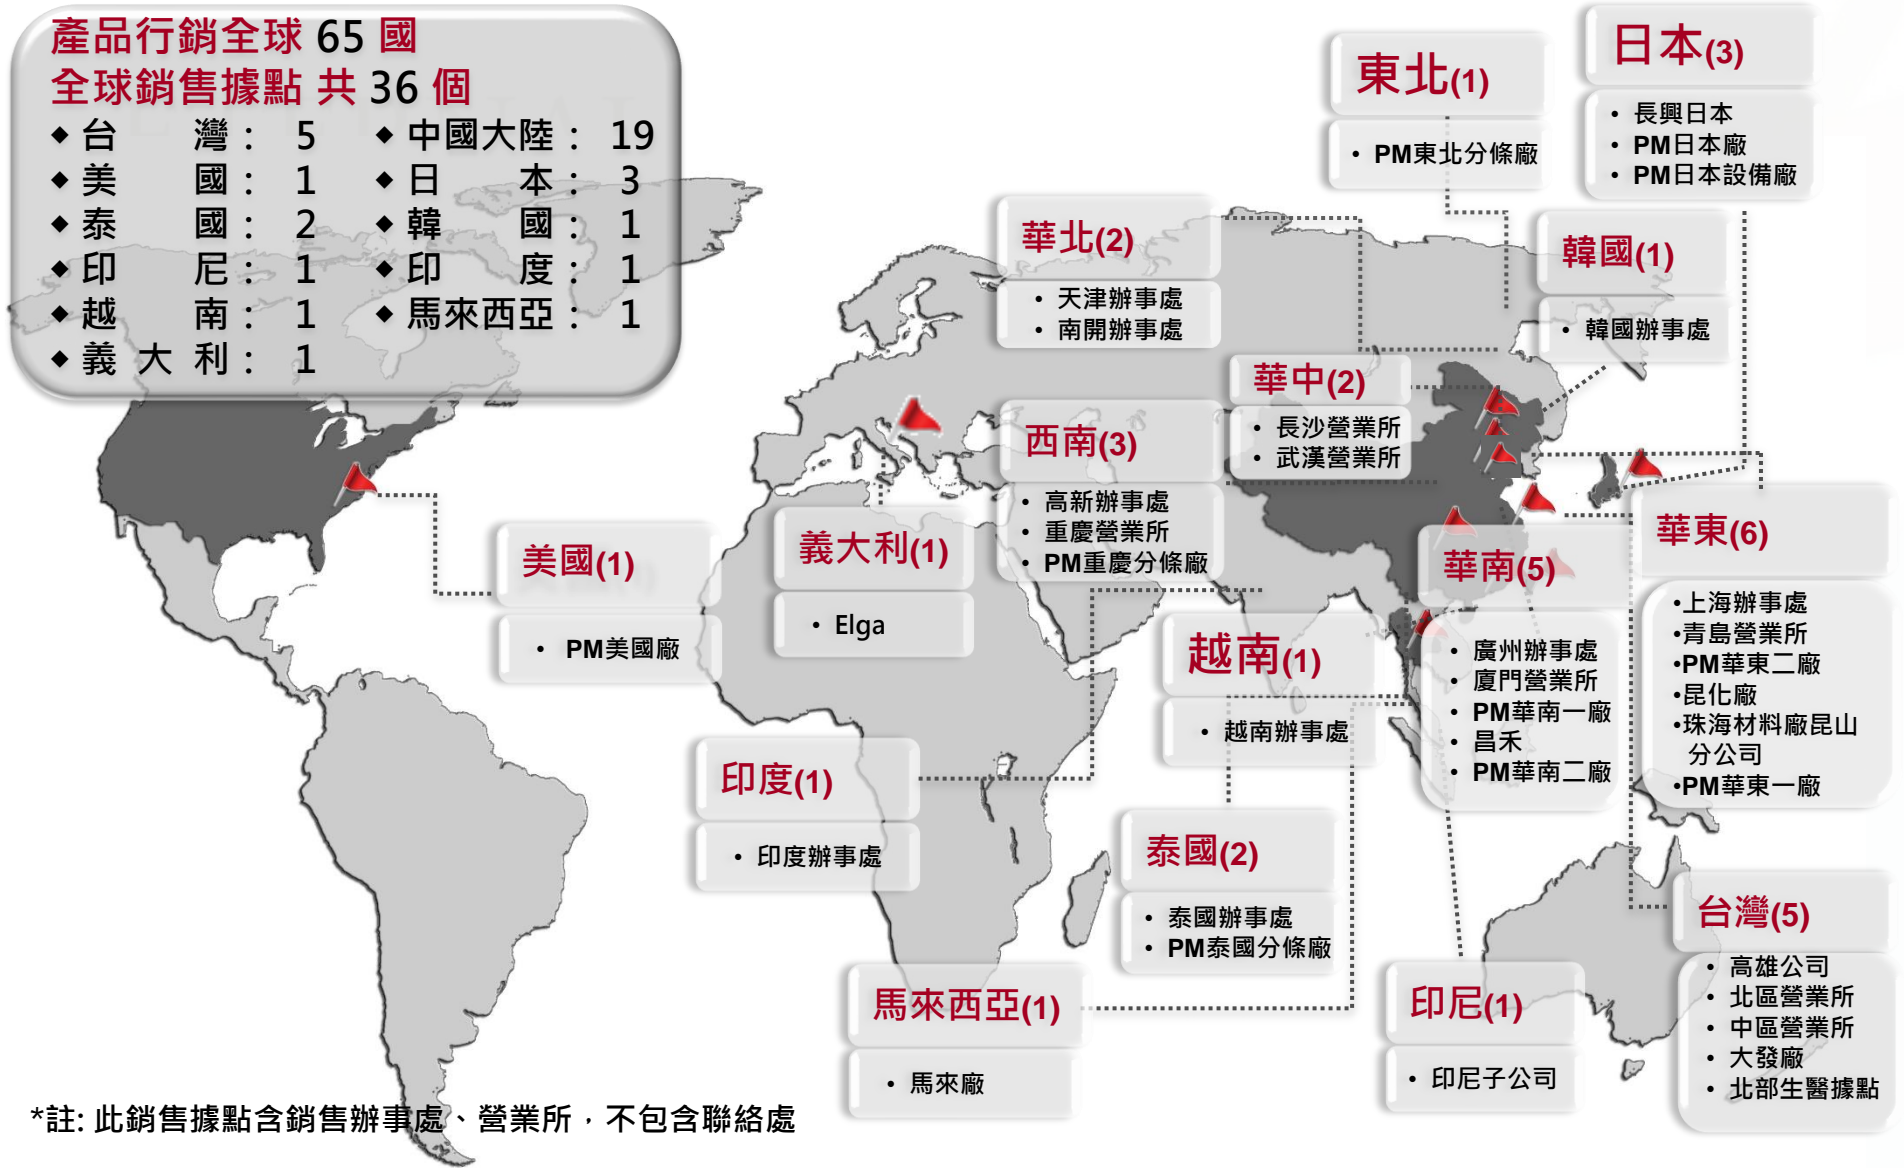 產品行銷全球 65 國
全球銷售據點 共 36 個
◆ 台灣： 5 ◆ 中國大陸： 19
◆ 美國： 1 ◆ 日本： 3
◆ 泰國： 2 ◆ 韓國： 1
◆ 印尼： 1 ◆ 印度： 1
◆ 越南： 1 ◆ 馬來西亞： 1
◆ 義大利： 1
東北(1)
• PM東北分條廠
日本(3)
• 長興日本
• PM日本廠
• PM日本設備廠
華北(2)
• 天津辦事處
• 南開辦事處
韓國(1)
• 韓國辦事處
華中(2)
• 長沙營業所
• 武漢營業所
西南(3)
• 高新辦事處
• 重慶營業所
• PM重慶分條廠
美國(1)
• PM美國廠
義大利(1)
• Elga
華南(5)
• 廣州辦事處
• 廈門營業所
• PM華南一廠
• 昌禾
• PM華南二廠
華東(6)
•上海辦事處
•青島營業所
•PM華東二廠
•昆化廠
•珠海材料廠昆山
分公司
•PM華東一廠
越南(1)
• 越南辦事處
印度(1)
• 印度辦事處
泰國(2)
• 泰國辦事處
• PM泰國分條廠
馬來西亞(1)
• 馬來廠
印尼(1)
• 印尼子公司
台灣(5)
• 高雄公司
• 北區營業所
• 中區營業所
• 大發廠
• 北部生醫據點
*註: 此銷售據點含銷售辦事處、營業所，不包含聯絡處